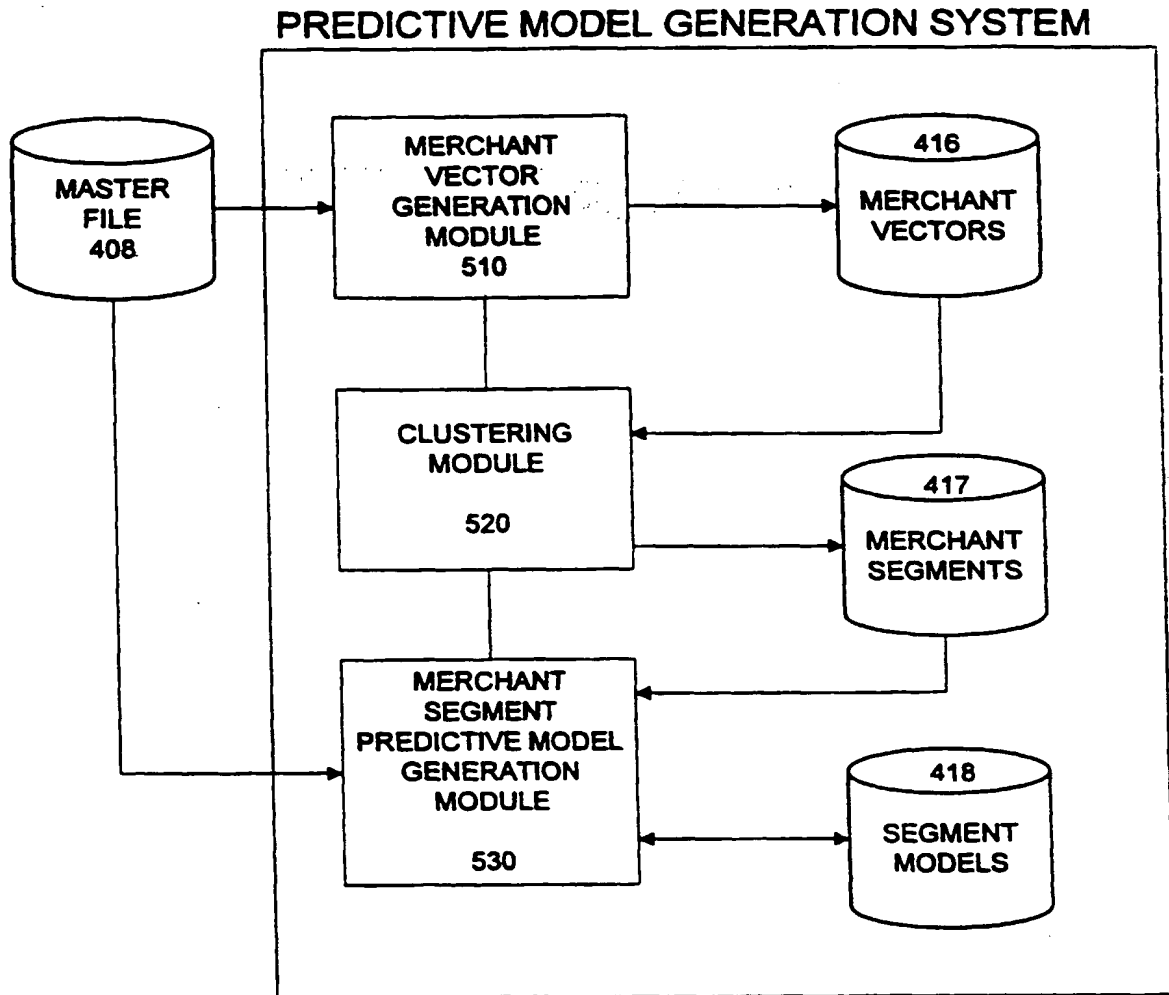 PREDICTIVE MODEL GENERATION SYSTEM
MASTER
FILE
408
MERCHANT
VECTOR
GENERATION
MODULE
510
416
MERCHANT
VECTORS
CLUSTERING
MODULE
520
417
MERCHANT
SEGMENTS
MERCHANT
SEGMENT
PREDICTIVE MODEL
GENERATION
MODULE
530
418
SEGMENT
MODELS